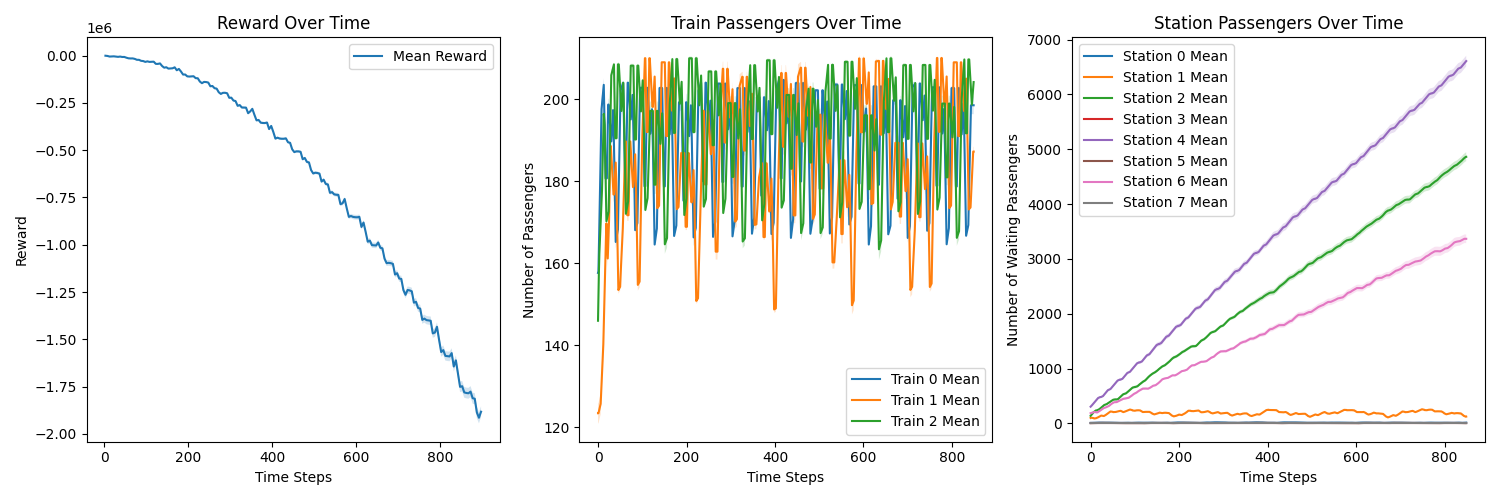 Reward Over Time
1e6
Mean Reward
0.00
−0.25
−0.50
−0.75
−1.00
−1.25
−1.50
−1.75
−2.00
Reward
0 200 400 600 800
Time Steps
Train Passengers Over Time
200
180
160
140
120
Number of Passengers
Train 0 Mean
Train 1 Mean
Train 2 Mean
0 200 400 600 800
Time Steps
Station Passengers Over Time
7000
6000
5000
4000
3000
2000
1000
0
Number of Waiting Passengers
Station 0 Mean
Station 1 Mean
Station 2 Mean
Station 3 Mean
Station 4 Mean
Station 5 Mean
Station 6 Mean
Station 7 Mean
0 200 400 600 800
Time Steps